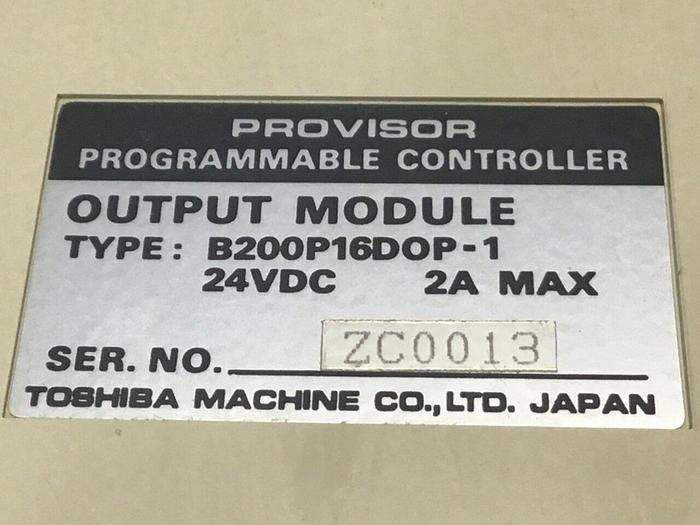 PROVISOR
PROGRAMMABLE CONTROLLER
OUTPUT MODULE
TYPE: B200P16DOP-1
24VDC 2A MAX
SER. NO. ZC0013
TOSHIBA MACHINE CO., LTD. JAPAN